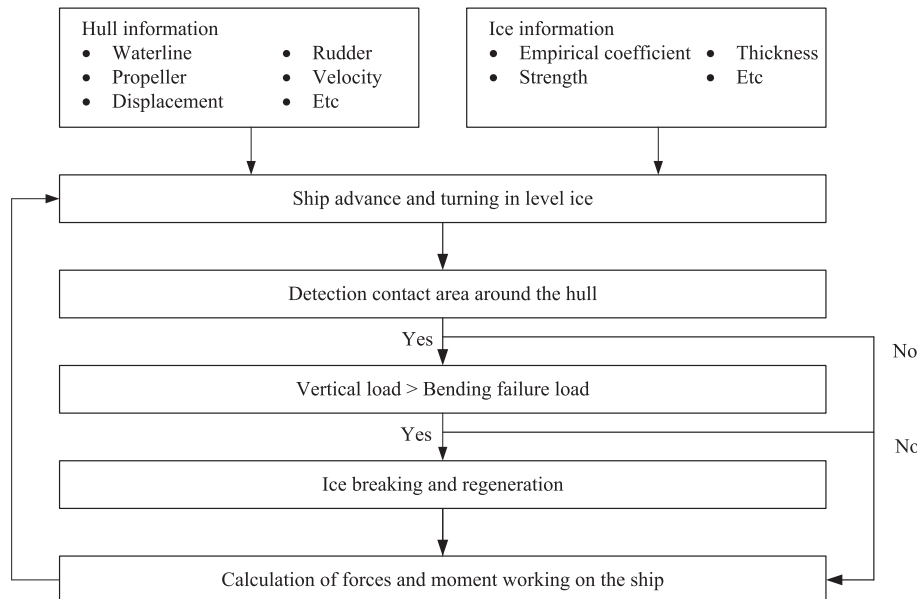 Hull information
• Waterline
• Propeller
• Displacement
• Rudder
• Velocity
• Etc
Ice information
• Empirical coefficient
• Strength
• Thickness
• Etc
Ship advance and turning in level ice
Detection contact area around the hull
Yes
No
Vertical load > Bending failure load
Yes
No
Ice breaking and regeneration
Calculation of forces and moment working on the ship